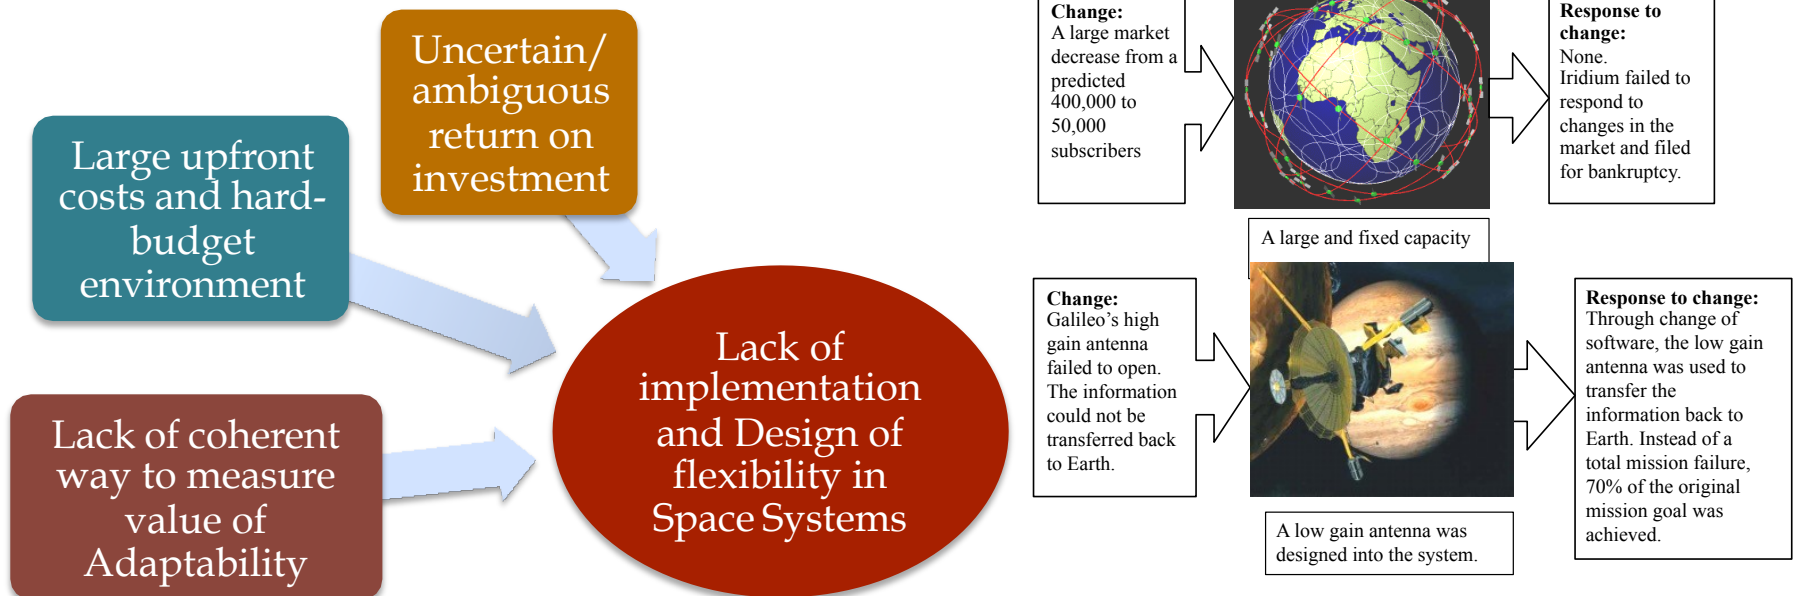 Uncertain/
ambiguous
return on
investment
Large upfront
costs and hard-
budget
environment
Lack of coherent
way to measure
value of
Adaptability
Lack of
implementation
and Design of
flexibility in
Space Systems
Change:
A large market
decrease from a
predicted
400,000 to
50,000
subscribers
Response to
change:
None.
Iridium failed to
respond to
changes in the
market and filed
for bankruptcy.
A large and fixed capacity
Change:
Galileo’s high
gain antenna
failed to open.
The information
could not be
transferred back
to Earth.
Response to change:
Through change of
software, the low gain
antenna was used to
transfer the
information back to
Earth. Instead of a
total mission failure,
70% of the original
mission goal was
achieved.
A low gain antenna was
designed into the system.